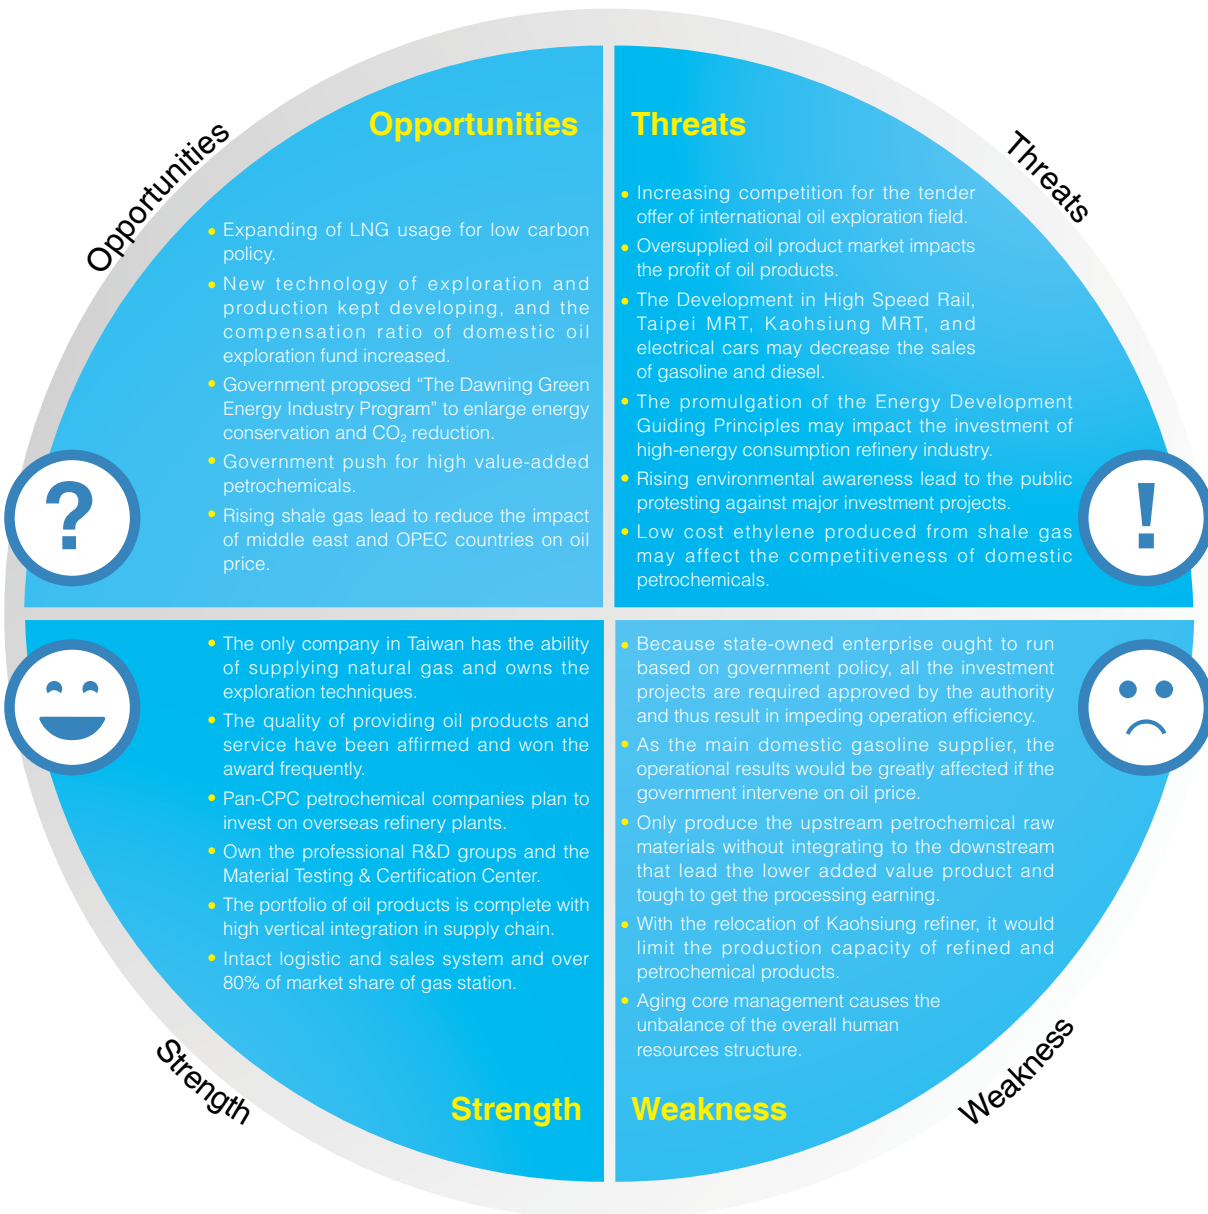 Opportunities
Opportunities
• Expanding of LNG usage for low carbon
policy.
• New technology of exploration and
production kept developing, and the
compensation ratio of domestic oil
exploration fund increased.
• Government proposed “The Dawning Green
Energy Industry Program” to enlarge energy
conservation and CO₂ reduction.
• Government push for high value-added
petrochemicals.
• Rising shale gas lead to reduce the impact
of middle east and OPEC countries on oil
price.
?
Threats
Threats
• Increasing competition for the tender
offer of international oil exploration field.
• Oversupplied oil product market impacts
the profit of oil products.
• The Development in High Speed Rail,
Taipei MRT, Kaohsiung MRT, and
electrical cars may decrease the sales
of gasoline and diesel.
• The promulgation of the Energy Development
Guiding Principles may impact the investment of
high-energy consumption refinery industry.
• Rising environmental awareness lead to the public
protesting against major investment projects.
• Low cost ethylene produced from shale gas
may affect the competitiveness of domestic
petrochemicals.
!
• The only company in Taiwan has the ability
of supplying natural gas and owns the
exploration techniques.
• The quality of providing oil products and
service have been affirmed and won the
award frequently.
• Pan-CPC petrochemical companies plan to
invest on overseas refinery plants.
• Own the professional R&D groups and the
Material Testing & Certification Center.
• The portfolio of oil products is complete with
high vertical integration in supply chain.
• Intact logistic and sales system and over
80% of market share of gas station.
Strength
Strength
• Because state-owned enterprise ought to run
based on government policy, all the investment
projects are required approved by the authority
and thus result in impeding operation efficiency.
• As the main domestic gasoline supplier, the
operational results would be greatly affected if the
government intervene on oil price.
• Only produce the upstream petrochemical raw
materials without integrating to the downstream
that lead the lower added value product and
tough to get the processing earning.
• With the relocation of Kaohsiung refiner, it would
limit the production capacity of refined and
petrochemical products.
• Aging core management causes the
unbalance of the overall human
resources structure.
Weakness
Weakness